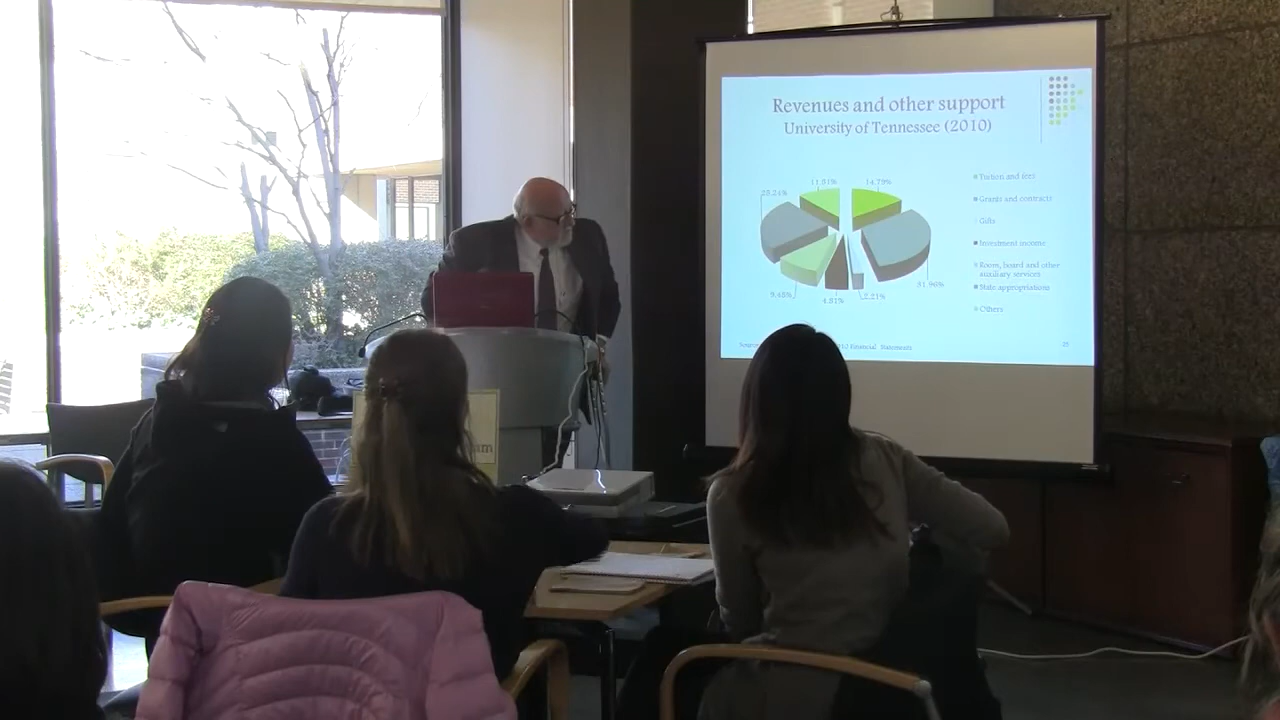 Revenues and other support
University of Tennessee (2010)
11.51%
14.79%
25.24%
9.48%
4.81%
2.21%
31.96%
Tuition and fees
Grants and contracts
Gifts
Investment income
Room, board and other
auxiliary services
State appropriations
Others
Financial Statements